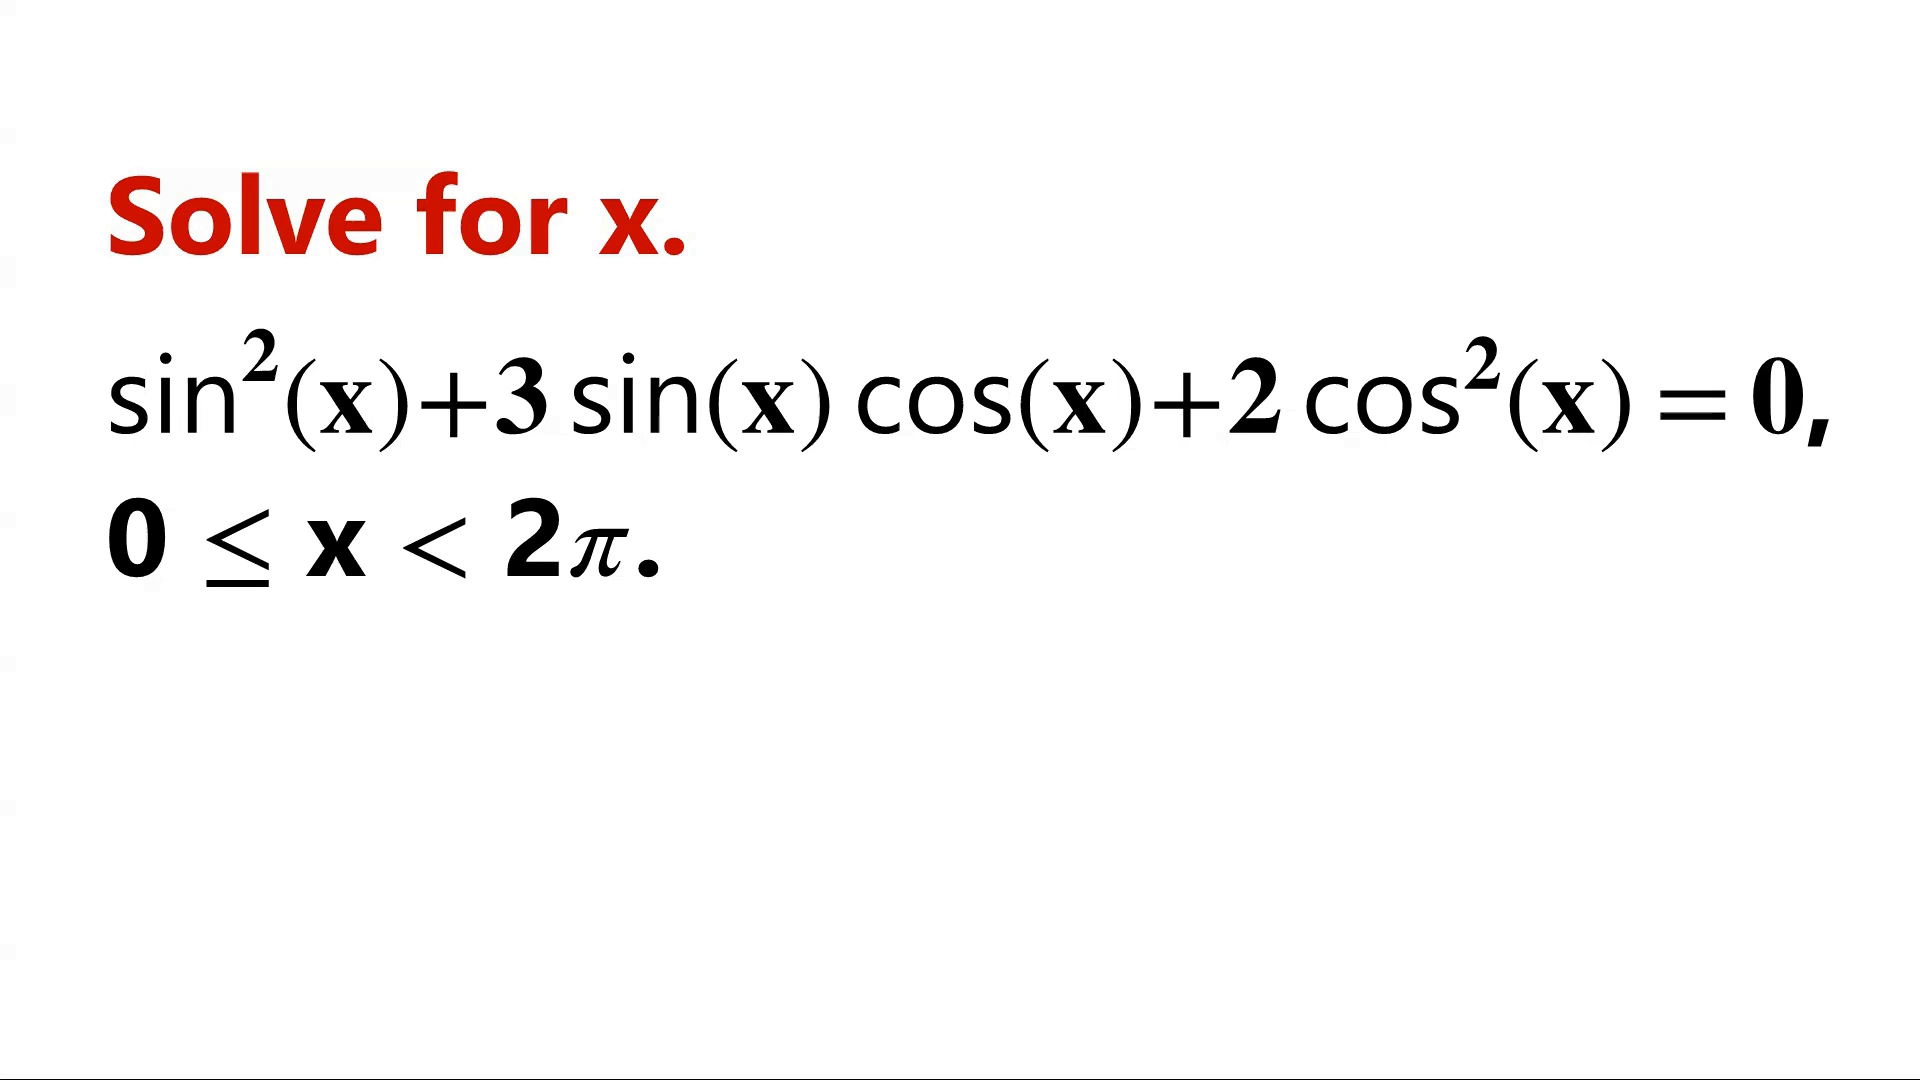 Solve for x.
sin²(x)+3 sin(x) cos(x)+2 cos²(x) = 0,
0 ≤ x < 2π.